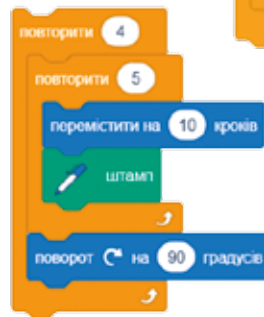 повторити 4
повторити 5
перемістити на 10 кроків
штамп
поворот на 90 градусів